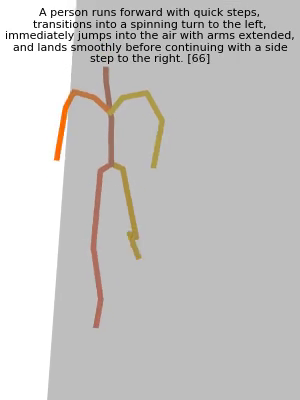 A person runs forward with quick steps,
transitions into a spinning turn to the left,
immediately jumps into the air with arms extended,
and lands smoothly before continuing with a side
step to the right. [66]